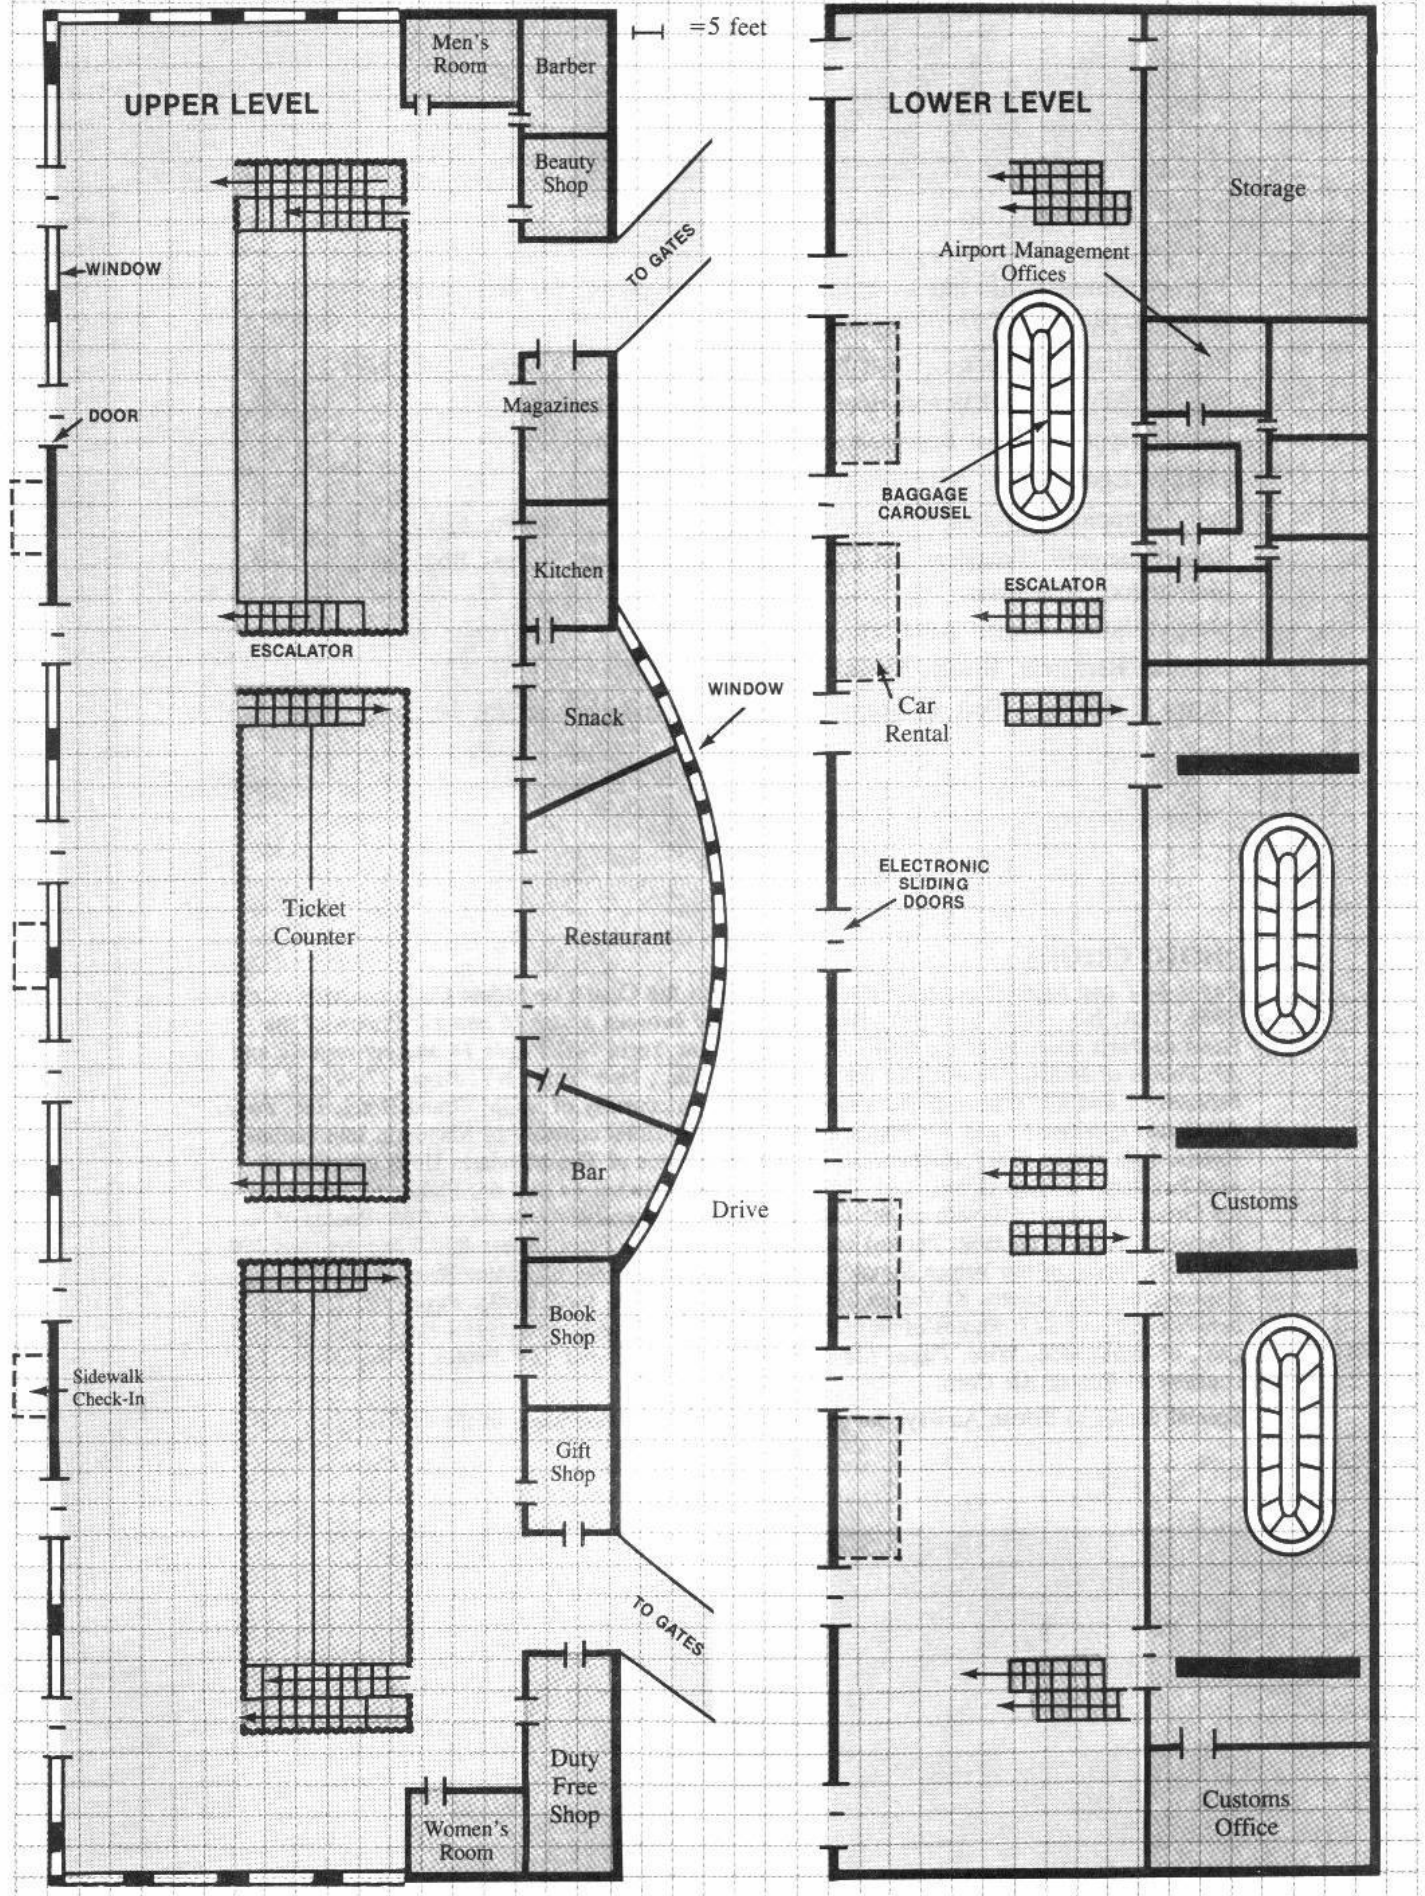 =5 feet
Men's
Room
Barber
UPPER LEVEL
Beauty
Shop
TO GATES
WINDOW
DOOR
Magazines
Kitchen
ESCALATOR
Snack
WINDOW
Ticket
Counter
Restaurant
Bar
Drive
Book
Shop
Sidewalk
Check-In
Gift
Shop
TO GATES
Duty
Free
Shop
Women's
Room
LOWER LEVEL
Storage
Airport Management
Offices
BAGGAGE
CAROUSEL
ESCALATOR
Car
Rental
ELECTRONIC
SLIDING
DOORS
Customs
Customs
Office